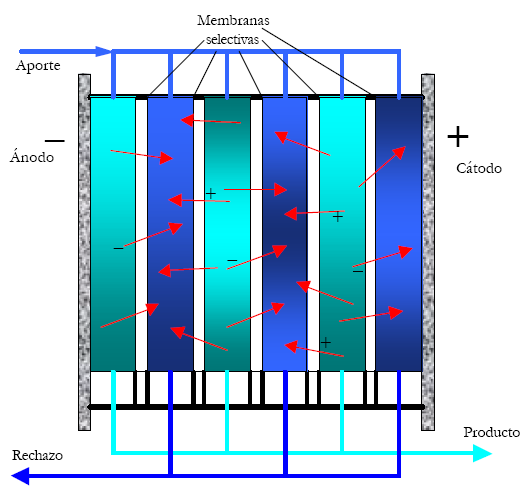 Membranas
selectivas
Aporte
−
Ánodo
+
Cátodo
+
+
−
−
−
+
Producto
Rechazo